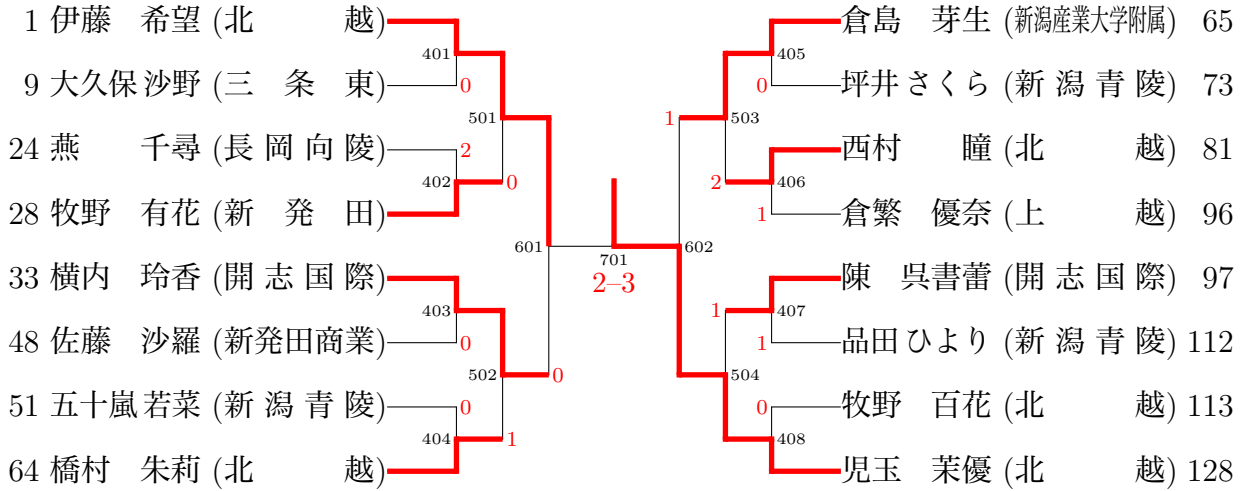 1 伊藤 希望 (北 越)
9 大久保 沙野 (三 条 東)
24 燕 千尋 (長 岡 向 陵)
28 牧野 有花 (新 発 田)
33 横内 玲香 (開 志 国 際)
48 佐藤 沙羅 (新発田商業)
51 五十嵐 若菜 (新 潟 青 陵)
64 橋村 朱莉 (北 越)
401
0
2
402
403
0
0
404
501
0
502
1
601
0
701
2–3
602
1
503
2
1
504
405
0
406
1
407
1
0
408
倉島 芽生 (新潟産業大学附属) 65
坪井 さくら (新 潟 青 陵) 73
西村 瞳 (北 越) 81
倉繁 優奈 (上 越) 96
陳 呉書蕾 (開 志 国 際) 97
品田 ひより (新 潟 青 陵) 112
牧野 百花 (北 越) 113
児玉 茉優 (北 越) 128